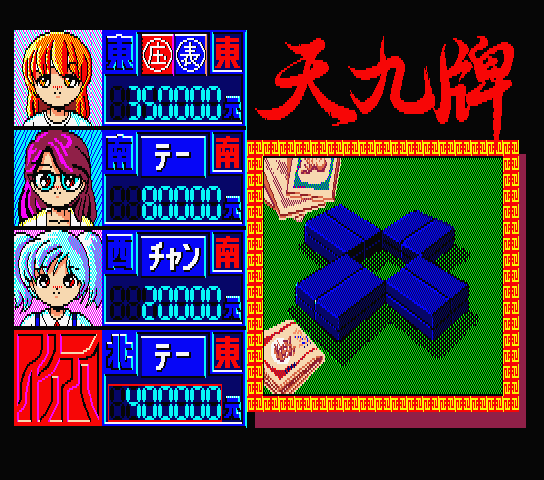 東 庄 表 東
350000元
天九牌
南 テー 南
80000元
西 チャン 南
20000元
北 テー 東
400000元